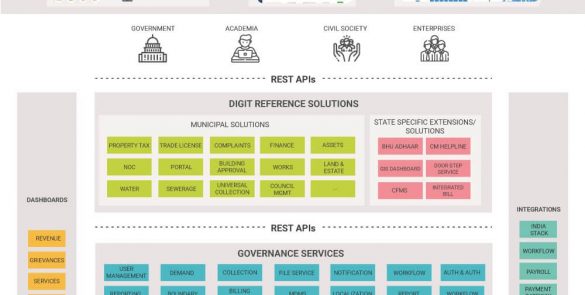 GOVERNMENT ACADEMIA CIVIL SOCIETY ENTERPRISES
REST APIs
DIGIT REFERENCE SOLUTIONS
MUNICIPAL SOLUTIONS
PROPERTY TAX TRADE LICENSE COMPLAINTS FINANCE ASSETS
NOC PORTAL BUILDING APPROVAL WORKS LAND & ESTATE
WATER SEWERAGE UNIVERSAL COLLECTION COUNCIL MGMT ...
STATE SPECIFIC EXTENSIONS/
SOLUTIONS
BHU ADHAAR CM HELPLINE
GIS DASHBOARD DOOR STEP SERVICE
CFMS INTEGRATED BILL
DASHBOARDS
REVENUE
GRIEVANCES
SERVICES
INTEGRATIONS
INDIA
STACK
WORKFLOW
PAYROLL
PAYMENT
REST APIs
GOVERNANCE SERVICES
USER MANAGEMENT DEMAND COLLECTION FILE SERVICE NOTIFICATION WORKFLOW AUTH & AUTH
REPORTING BOUNDARY BILLING MDMS LOCALIZATION REPORT WORKFLOW